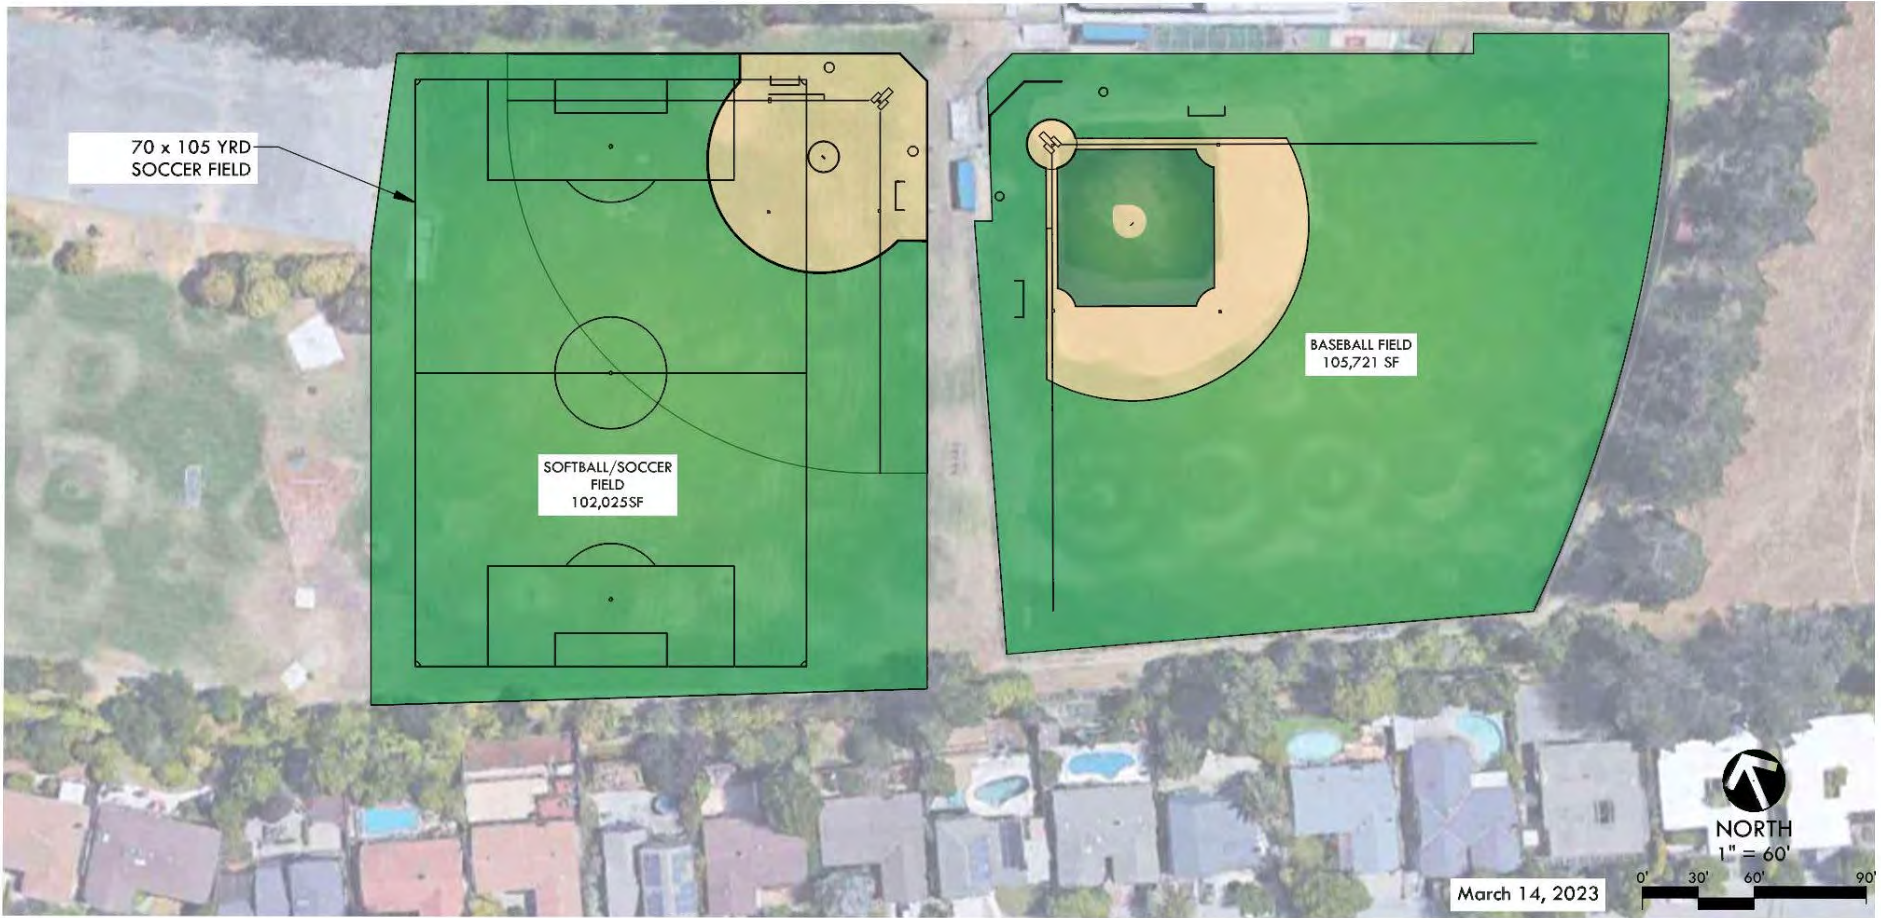 70 x 105 YRD
SOCCER FIELD
SOFTBALL/SOCCER
FIELD
102,025SF
BASEBALL FIELD
105,721 SF
NORTH
1" = 60'
0' 30' 60' 90'
March 14, 2023